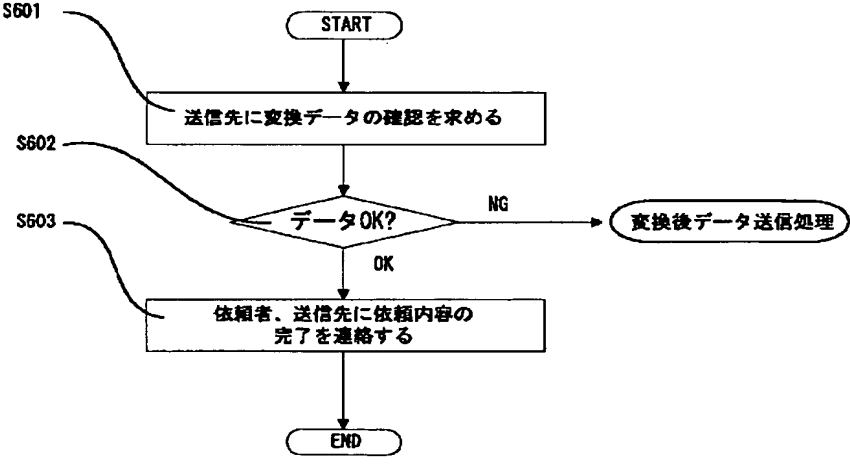 S601
START
送信先に変換データの確認を求める
S602
データOK?
NG
変換後データ送信処理
S603
OK
依頼者、送信先に依頼内容の
完了を連絡する
END